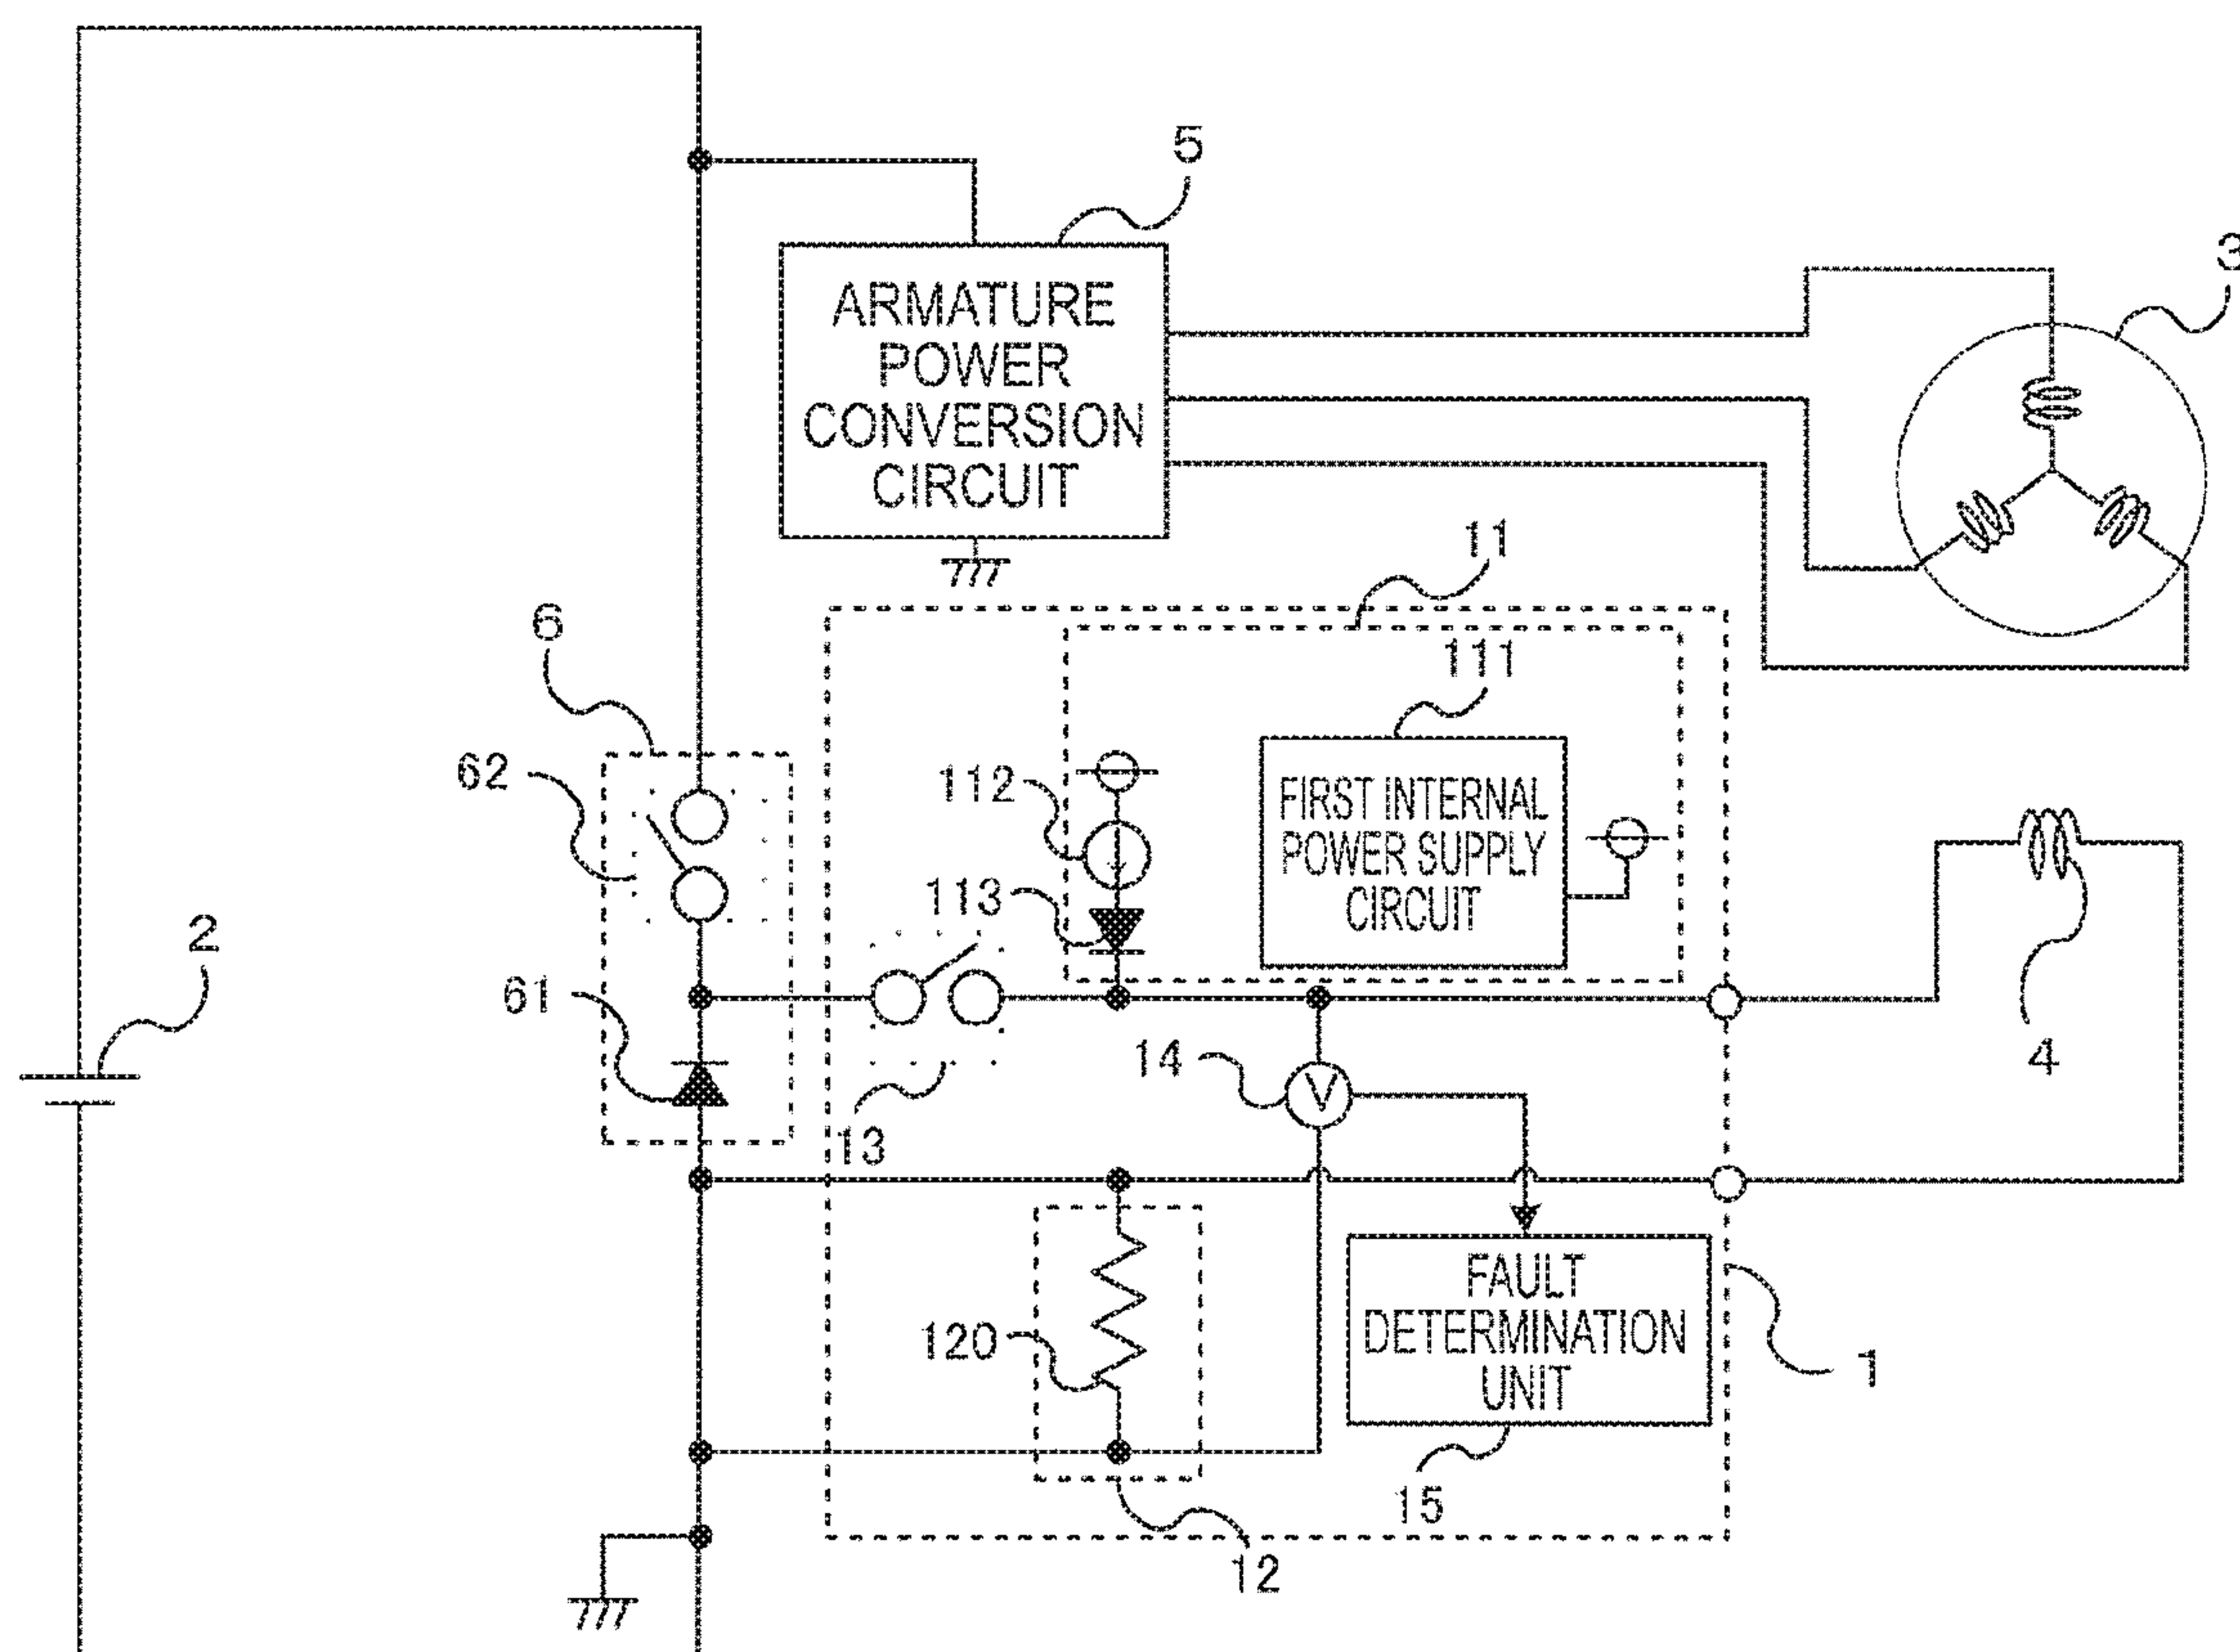 5
3
ARMATURE
POWER
CONVERSION
CIRCUIT
11
6
111
62
112
FIRST INTERNAL
POWER SUPPLY
CIRCUIT
113
2
61
14
4
V
13
FAULT
DETERMINATION
UNIT
120
1
15
12